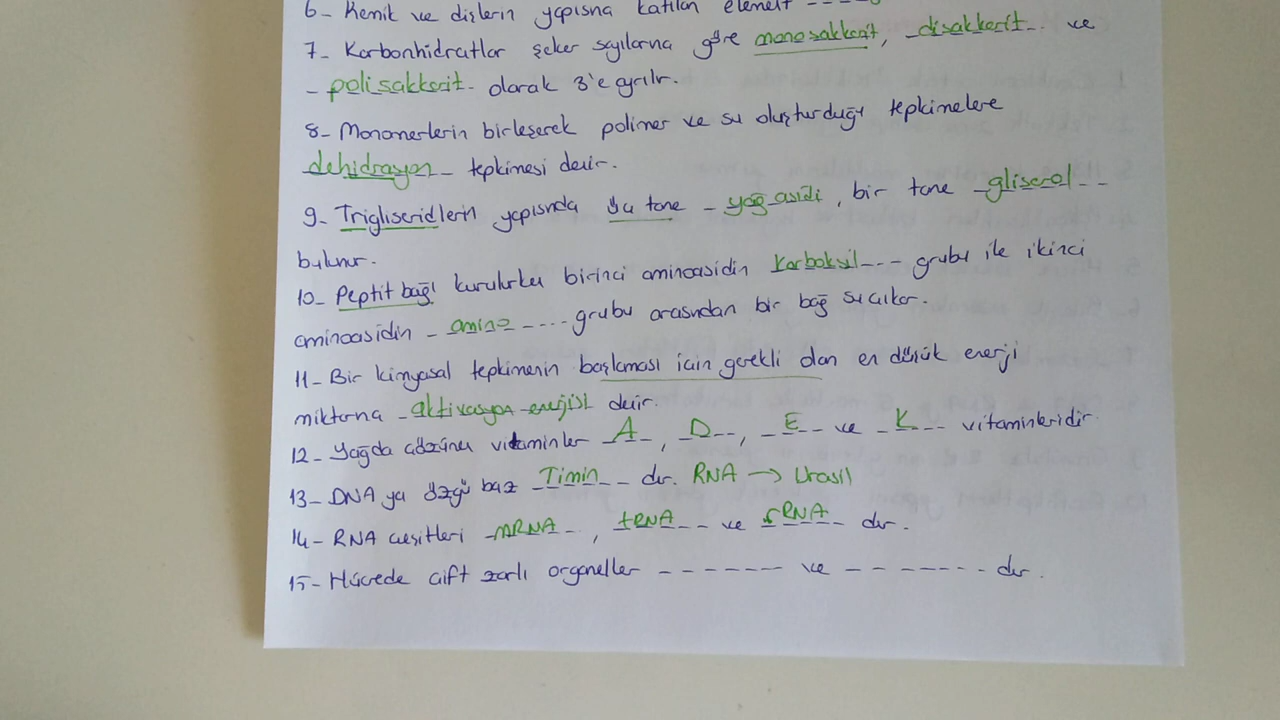 6- Kemik ve dişlerin yapısına katılan element -----
7- Karbonhidratlar şeker sayılarına göre monosakkarit, disakkarit -- ve
- polisakkarit - olarak 3'e ayrılır.
8- Monomerlerin birleşerek polimer ve su oluşturduğu tepkimelere
dehidrasyon - tepkimesi denir.
9- Trigliseridlerin yapısında üç tane - yağ asidi, bir tane - gliserol --
bulunur.
10- Peptit bağı kurulurken birinci aminoasidin karboksil --- grubu ile ikinci
aminoasidin - amino ---- grubu arasından bir bağ su çıkar.
11- Bir kimyasal tepkimenin başlaması için gerekli olan en düşük enerji
miktarına - aktivasyon enerjisi denir.
12- Yağda çözünen vitaminler A -, D --, E -- ve K --- vitaminleridir.
13- DNA ya özgü baz - Timin --- dir. RNA → Urasil
14- RNA çeşitleri mRNA -, tRNA -- ve rRNA - dır.
15- Hücrede çift zarlı organeller ------- ve ------- dır.